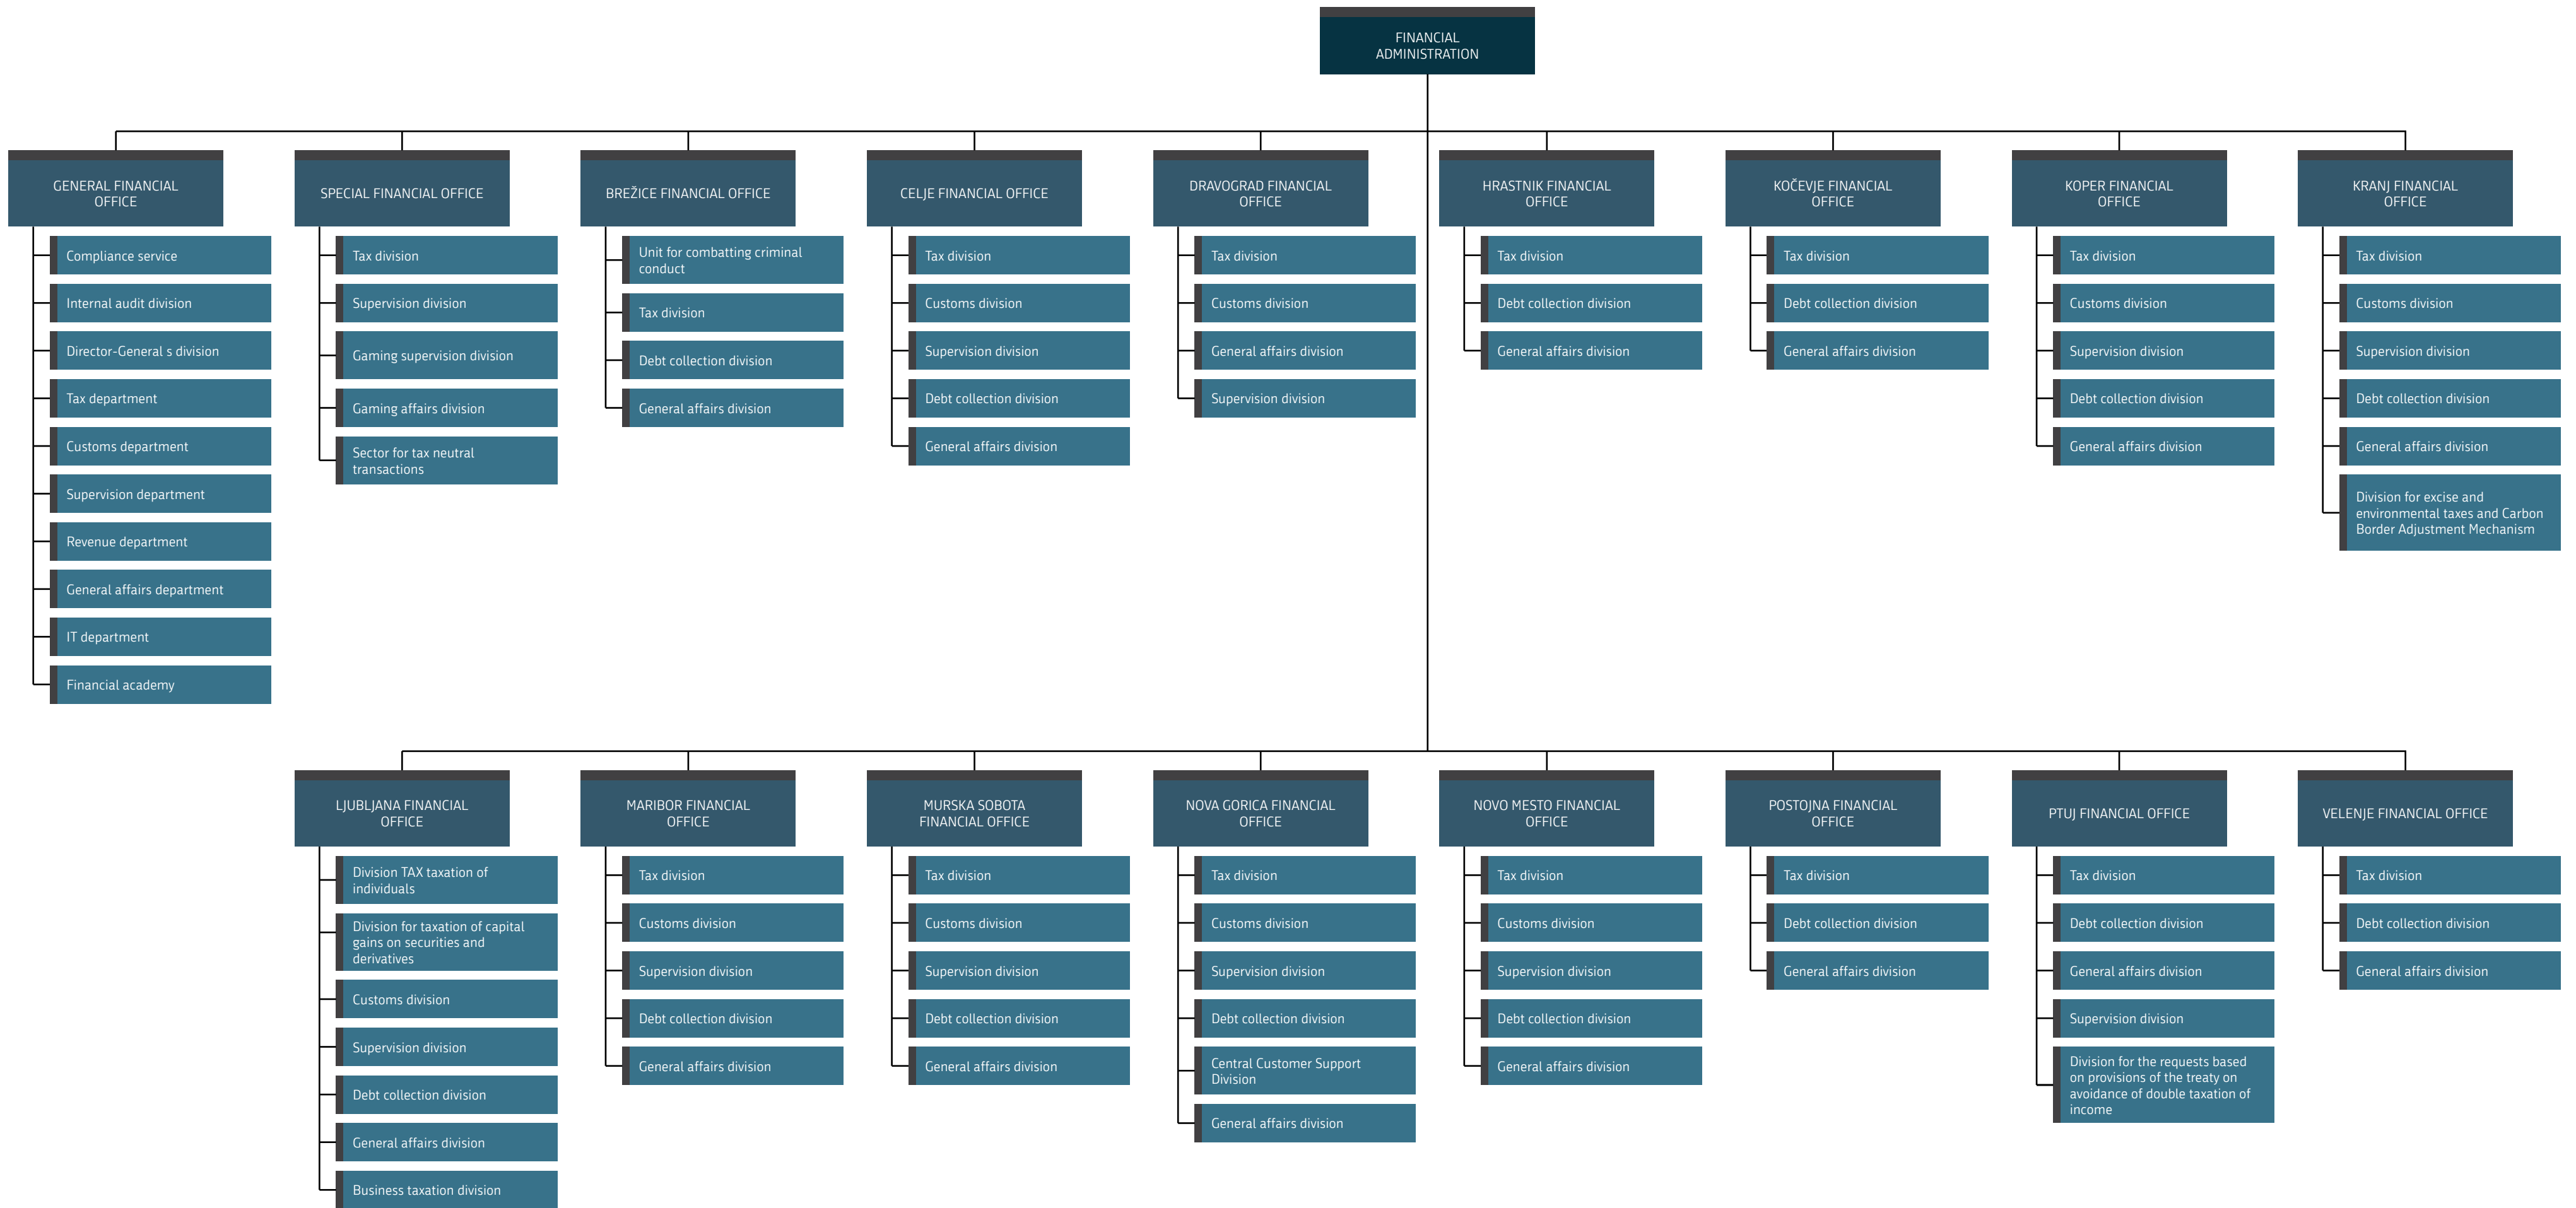 FINANCIAL
ADMINISTRATION
GENERAL FINANCIAL
OFFICE
Compliance service
Internal audit division
Director-General s division
Tax department
Customs department
Supervision department
Revenue department
General affairs department
IT department
Financial academy
SPECIAL FINANCIAL OFFICE
Tax division
Supervision division
Gaming supervision division
Gaming affairs division
Sector for tax neutral
transactions
BREŽICE FINANCIAL OFFICE
Unit for combatting criminal
conduct
Tax division
Debt collection division
General affairs division
CELJE FINANCIAL OFFICE
Tax division
Customs division
Supervision division
Debt collection division
General affairs division
DRAVOGRAD FINANCIAL
OFFICE
Tax division
Customs division
General affairs division
Supervision division
HRASTNIK FINANCIAL
OFFICE
Tax division
Debt collection division
General affairs division
KOČEVJE FINANCIAL
OFFICE
Tax division
Debt collection division
General affairs division
KOPER FINANCIAL
OFFICE
Tax division
Customs division
Supervision division
Debt collection division
General affairs division
KRANJ FINANCIAL
OFFICE
Tax division
Customs division
Supervision division
Debt collection division
General affairs division
Division for excise and
environmental taxes and Carbon
Border Adjustment Mechanism
LJUBLJANA FINANCIAL
OFFICE
Division TAX taxation of
individuals
Division for taxation of capital
gains on securities and
derivatives
Customs division
Supervision division
Debt collection division
General affairs division
Business taxation division
MARIBOR FINANCIAL
OFFICE
Tax division
Customs division
Supervision division
Debt collection division
General affairs division
MURSKA SOBOTA
FINANCIAL OFFICE
Tax division
Customs division
Supervision division
Debt collection division
General affairs division
NOVA GORICA FINANCIAL
OFFICE
Tax division
Customs division
Supervision division
Debt collection division
Central Customer Support
Division
General affairs division
NOVO MESTO FINANCIAL
OFFICE
Tax division
Customs division
Supervision division
Debt collection division
General affairs division
POSTOJNA FINANCIAL
OFFICE
Tax division
Debt collection division
General affairs division
PTUJ FINANCIAL OFFICE
Tax division
Debt collection division
General affairs division
Supervision division
Division for the requests based
on provisions of the treaty on
avoidance of double taxation of
income
VELENJE FINANCIAL OFFICE
Tax division
Debt collection division
General affairs division